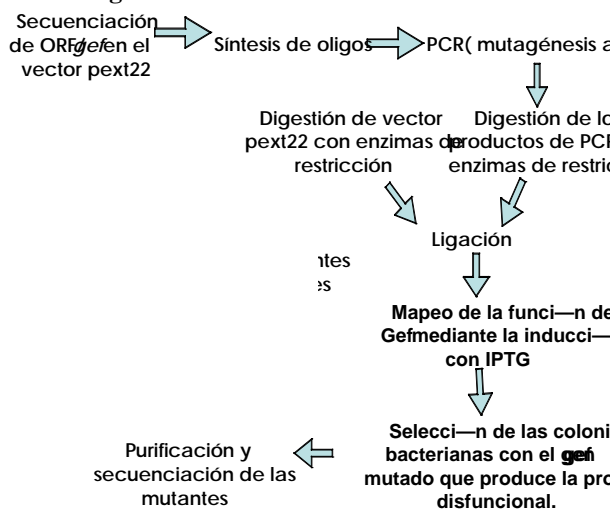 Secuenciación
de ORF gef en el
vector pext22
Síntesis de oligos
PCR( mutagénesis a
Digestión de vector
pext22 con enzimas de
restricción
Digestión de lo
productos de PCR
enzimas de restric
Ligación
ntes
es
Mapeo de la funci—n de
Gef mediante la inducci—
con IPTG
Selecci—n de las coloni
bacterianas con el gen
mutado que produce la pro
disfuncional.
Purificación y
secuenciación de las
mutantes